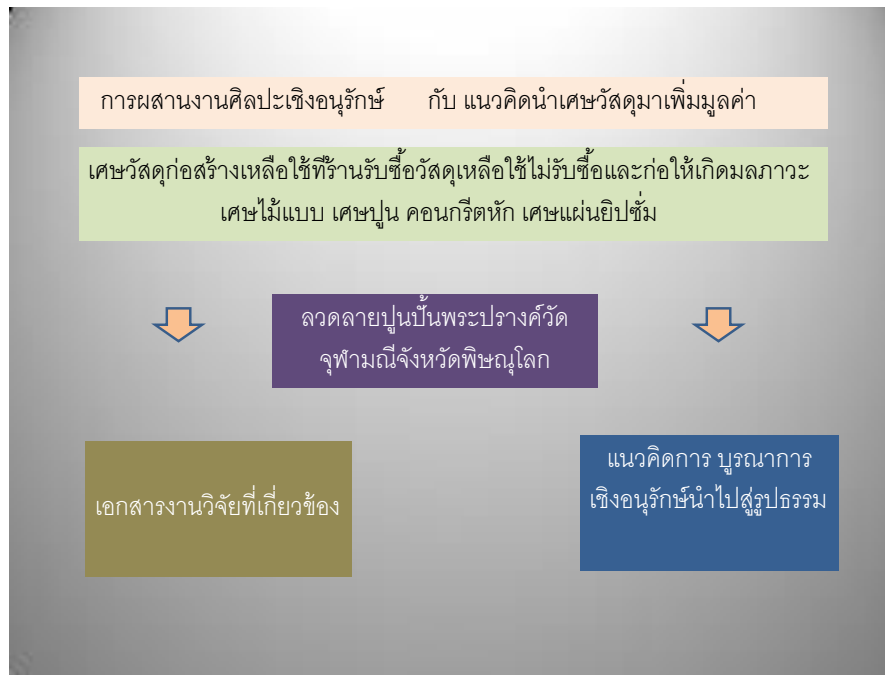 การผสานงานศิลปะเชิงอนุรักษ์ กับ แนวคิดนำเศษวัสดุมาเพิ่มมูลค่า
เศษวัสดุก่อสร้างเหลือใช้ที่ร้านรับซื้อวัสดุเหลือใช้ไม่รับซื้อและก่อให้เกิดมลภาวะ
เศษไม้แบบ เศษปูน คอนกรีตหัก เศษแผ่นยิปซั่ม
ลวดลายปูนปั้นพระปรางค์วัด
จุฬามณีจังหวัดพิษณุโลก
เอกสารงานวิจัยที่เกี่ยวข้อง
แนวคิดการ บูรณาการ
เชิงอนุรักษ์นำไปสู่รูปธรรม